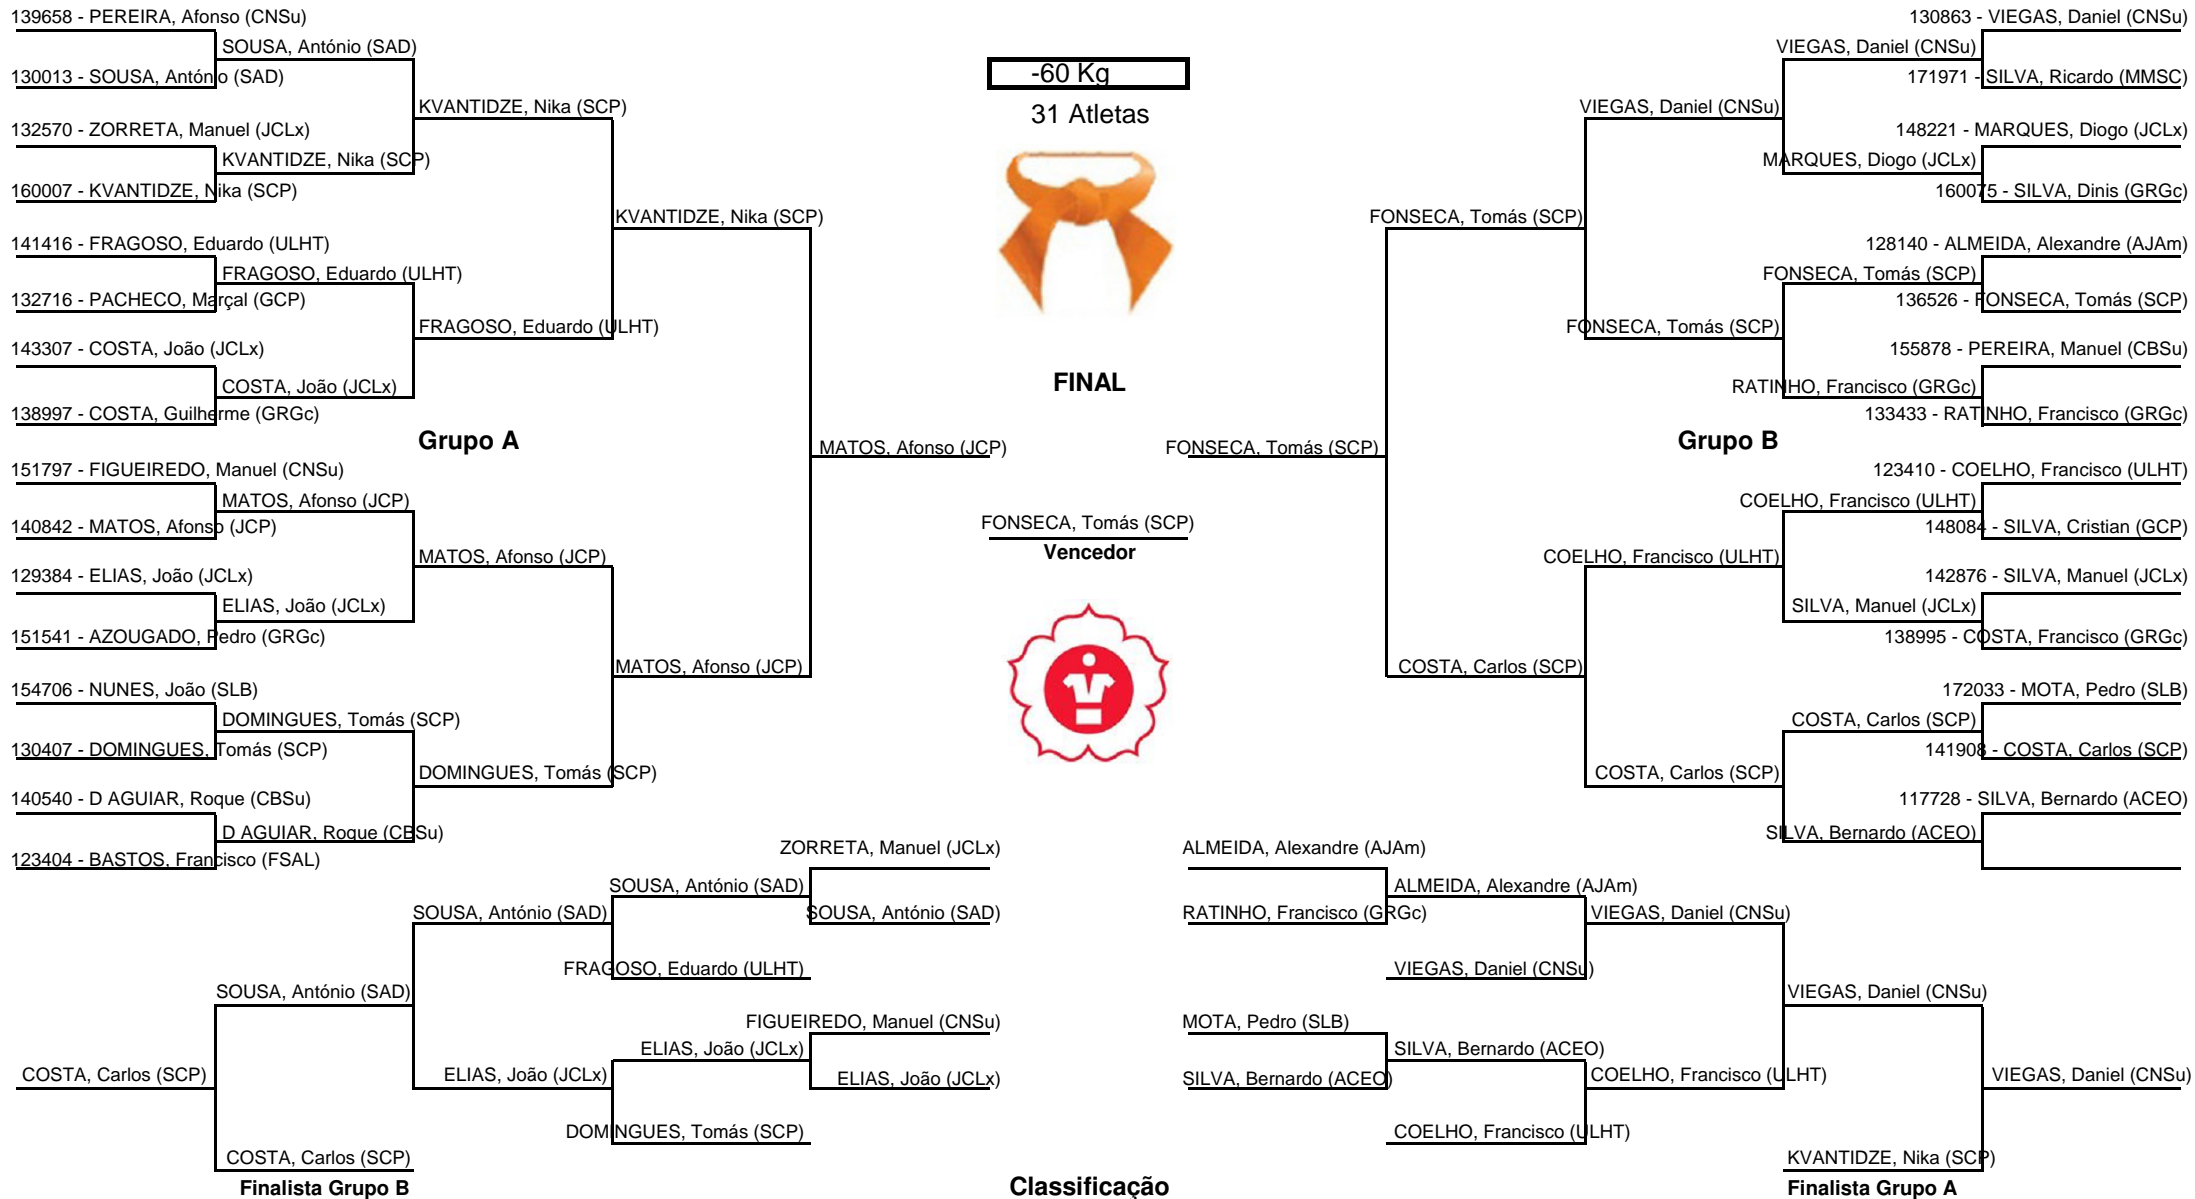 139658 - PEREIRA, Afonso (CNSu)
SOUSA, António (SAD)
130013 - SOUSA, António (SAD)
KVANTIDZE, Nika (SCP)
132570 - ZORRETA, Manuel (JCLx)
KVANTIDZE, Nika (SCP)
160007 - KVANTIDZE, Nika (SCP)
KVANTIDZE, Nika (SCP)
141416 - FRAGOSO, Eduardo (ULHT)
FRAGOSO, Eduardo (ULHT)
132716 - PACHECO, Marçal (GCP)
FRAGOSO, Eduardo (ULHT)
143307 - COSTA, João (JCLx)
COSTA, João (JCLx)
138997 - COSTA, Guilherme (GRGc)
Grupo A
MATOS, Afonso (JCP)
151797 - FIGUEIREDO, Manuel (CNSu)
MATOS, Afonso (JCP)
140842 - MATOS, Afonso (JCP)
MATOS, Afonso (JCP)
129384 - ELIAS, João (JCLx)
ELIAS, João (JCLx)
151541 - AZOUGADO, Pedro (GRGc)
MATOS, Afonso (JCP)
154706 - NUNES, João (SLB)
DOMINGUES, Tomás (SCP)
130407 - DOMINGUES, Tomás (SCP)
DOMINGUES, Tomás (SCP)
140540 - D AGUIAR, Roque (CBSu)
D AGUIAR, Roque (CBSu)
123404 - BASTOS, Francisco (FSAL)
-60 Kg
31 Atletas
FINAL
FONSECA, Tomás (SCP)
Vencedor
130863 - VIEGAS, Daniel (CNSu)
VIEGAS, Daniel (CNSu)
171971 - SILVA, Ricardo (MMSC)
VIEGAS, Daniel (CNSu)
148221 - MARQUES, Diogo (JCLx)
MARQUES, Diogo (JCLx)
160075 - SILVA, Dinis (GRGc)
FONSECA, Tomás (SCP)
128140 - ALMEIDA, Alexandre (AJAm)
FONSECA, Tomás (SCP)
136526 - FONSECA, Tomás (SCP)
FONSECA, Tomás (SCP)
155878 - PEREIRA, Manuel (CBSu)
RATINHO, Francisco (GRGc)
133433 - RATINHO, Francisco (GRGc)
Grupo B
FONSECA, Tomás (SCP)
123410 - COELHO, Francisco (ULHT)
COELHO, Francisco (ULHT)
148084 - SILVA, Cristian (GCP)
COELHO, Francisco (ULHT)
142876 - SILVA, Manuel (JCLx)
SILVA, Manuel (JCLx)
138995 - COSTA, Francisco (GRGc)
COSTA, Carlos (SCP)
172033 - MOTA, Pedro (SLB)
COSTA, Carlos (SCP)
141908 - COSTA, Carlos (SCP)
COSTA, Carlos (SCP)
117728 - SILVA, Bernardo (ACEO)
SILVA, Bernardo (ACEO)
ZORRETA, Manuel (JCLx)
SOUSA, António (SAD)
SOUSA, António (SAD)
SOUSA, António (SAD)
FRAGOSO, Eduardo (ULHT)
SOUSA, António (SAD)
FIGUEIREDO, Manuel (CNSu)
ELIAS, João (JCLx)
COSTA, Carlos (SCP)
ELIAS, João (JCLx)
ELIAS, João (JCLx)
DOMINGUES, Tomás (SCP)
COSTA, Carlos (SCP)
Finalista Grupo B
ALMEIDA, Alexandre (AJAm)
ALMEIDA, Alexandre (AJAm)
RATINHO, Francisco (GRGc)
VIEGAS, Daniel (CNSu)
VIEGAS, Daniel (CNSu)
VIEGAS, Daniel (CNSu)
MOTA, Pedro (SLB)
SILVA, Bernardo (ACEO)
SILVA, Bernardo (ACEO)
COELHO, Francisco (ULHT)
VIEGAS, Daniel (CNSu)
COELHO, Francisco (ULHT)
KVANTIDZE, Nika (SCP)
Finalista Grupo A
Classificação